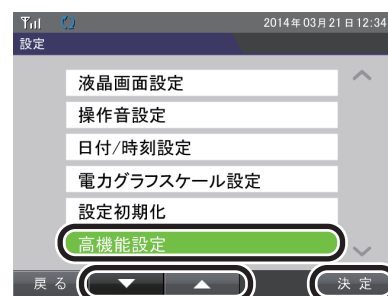 2014年03月21日12:34
設定
液晶画面設定
操作音設定
日付/時刻設定
電力グラフスケール設定
設定初期化
高機能設定
戻る ▼ ▲ 決定